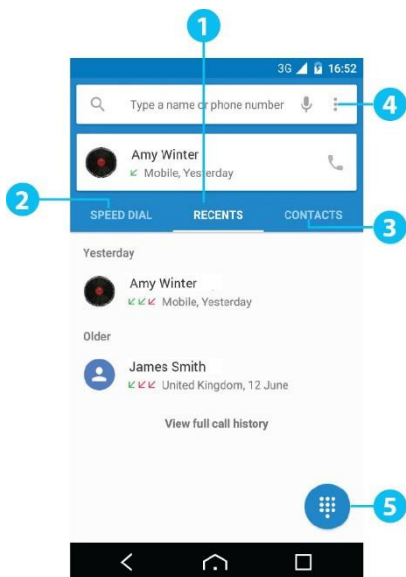 1
3G 16:52
Type a name or phone number
4
Amy Winter
Mobile, Yesterday
2
SPEED DIAL RECENTS CONTACTS
3
Yesterday
Amy Winter
Mobile, Yesterday
Older
James Smith
United Kingdom, 12 June
View full call history
5